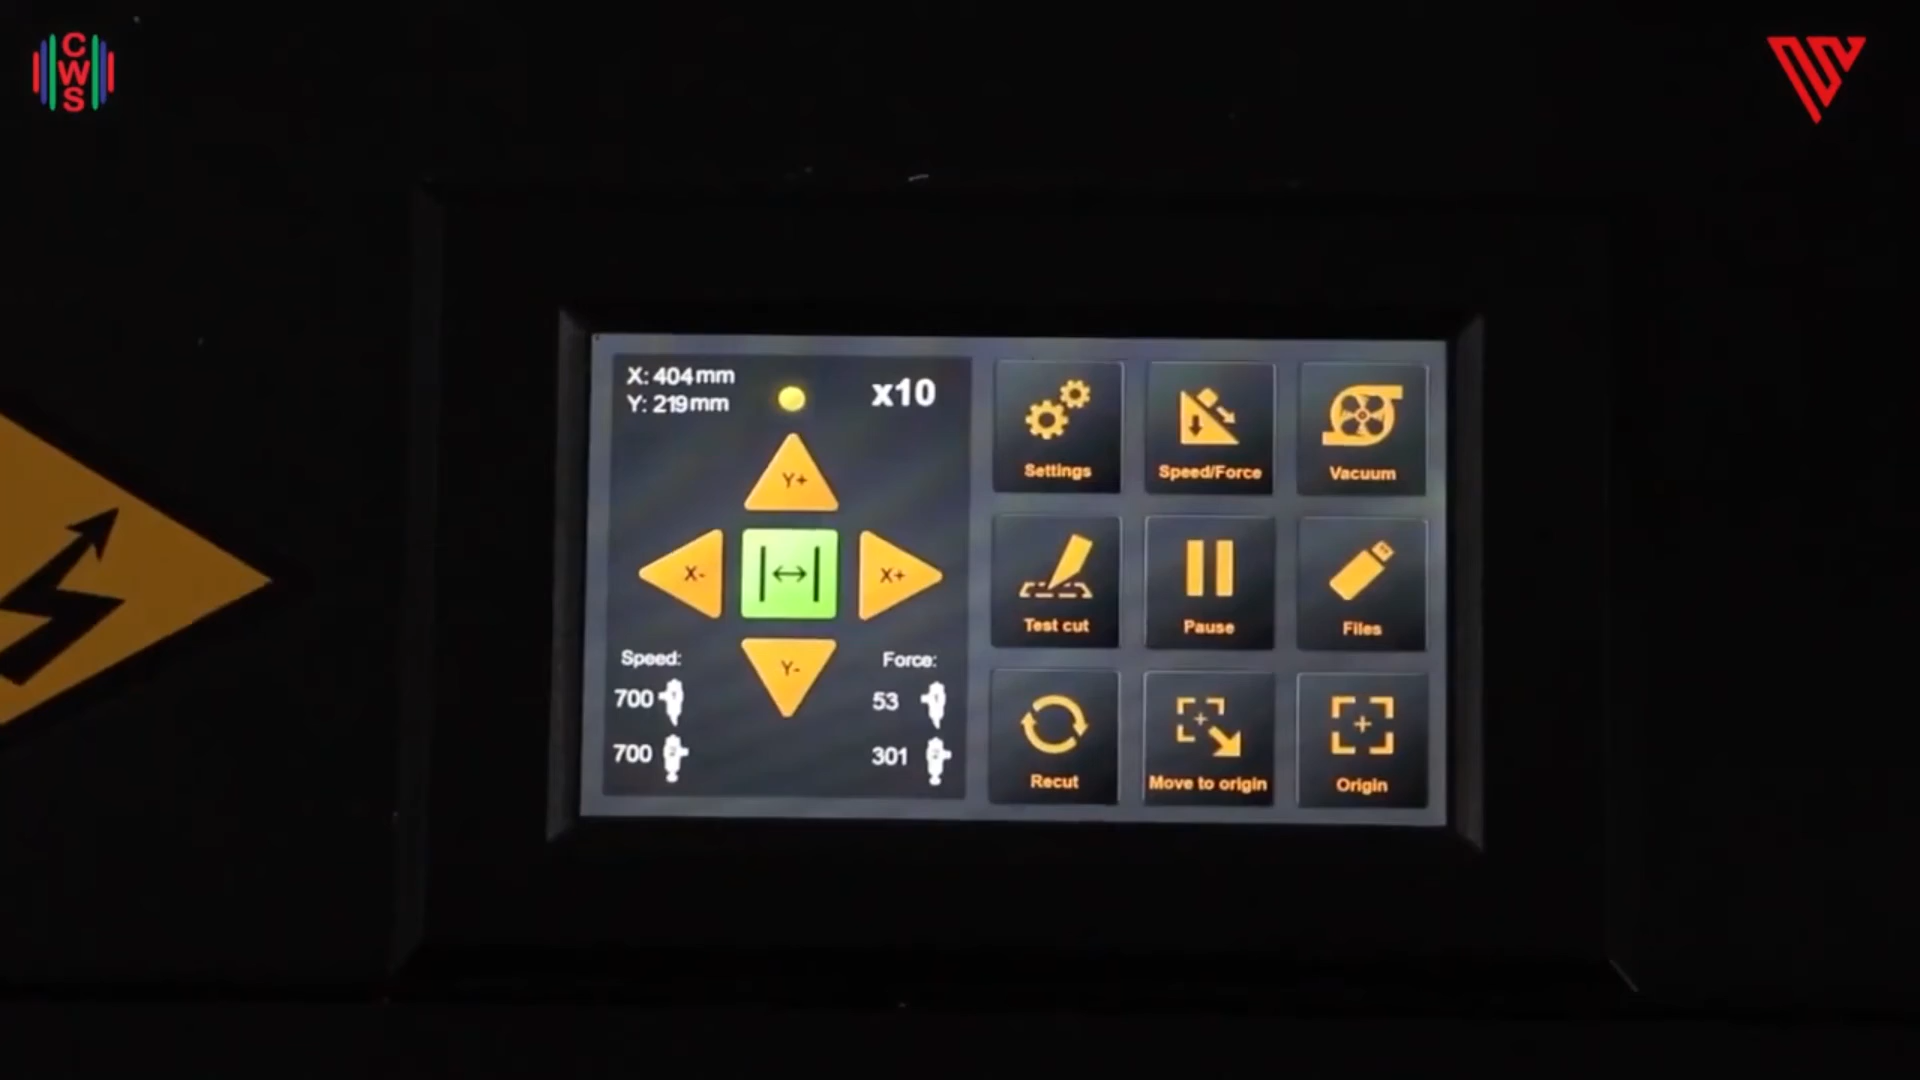 CWS
X: 404mm
Y: 219mm
x10
Y+
X-
X+
Y-
Speed:
700
700
Force:
53
301
Settings
Speed/Force
Vacuum
Test cut
Pause
Files
Recut
Move to origin
Origin